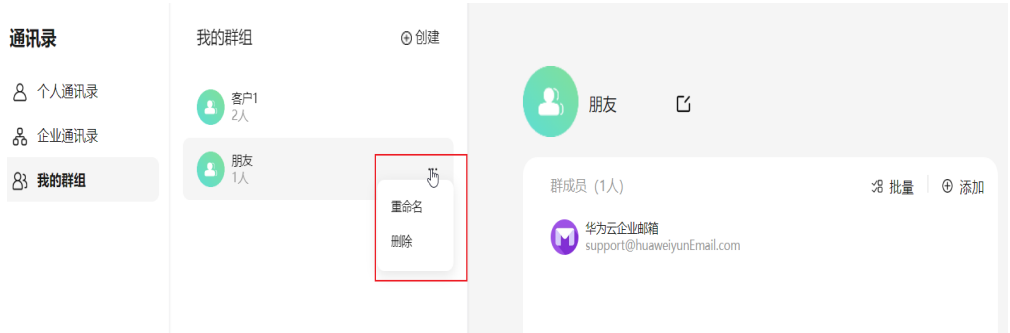 通讯录
个人通讯录
企业通讯录
我的群组
我的群组
创建
客户1
2人
朋友
1人
重命名
删除
朋友
群成员 (1人)
批量
添加
华为云企业邮箱
support@huaweiyunEmail.com